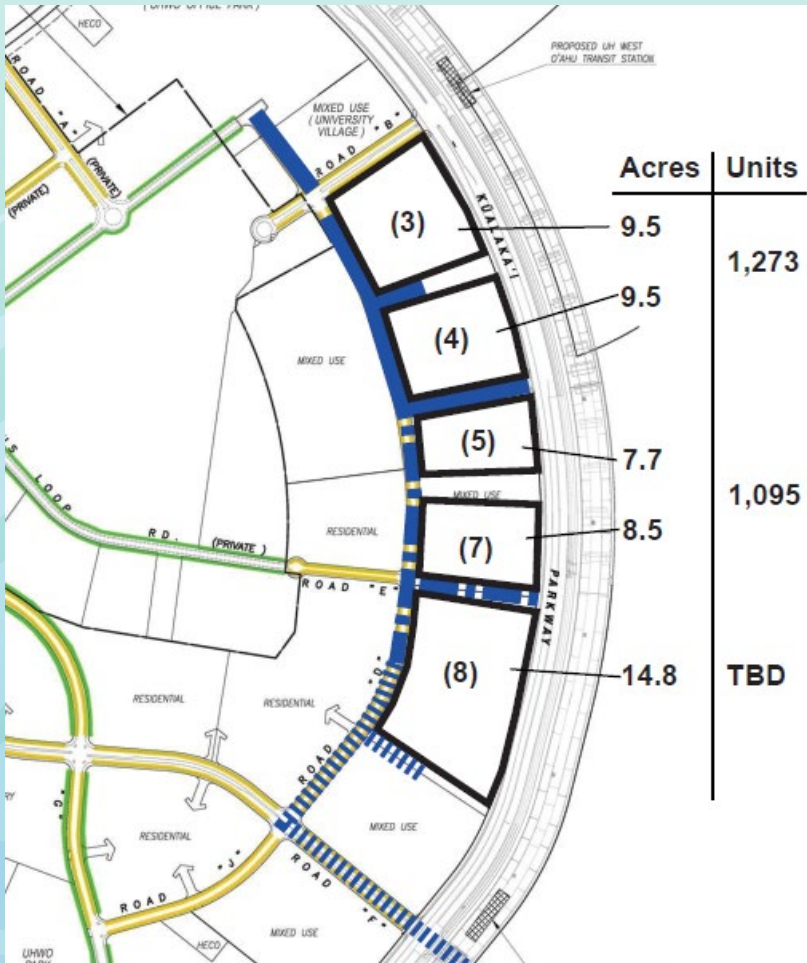 ( UHWO OFFICE PARK )
HECO
PROPOSED UH WEST
O'AHU TRANSIT STATION
ROAD "A"
(PRIVATE)
(PRIVATE)
MIXED USE
( UNIVERSITY
VILLAGE )
ROAD "B"
Acres
Units
(3)
KŪALAKA'I
9.5
1,273
9.5
(4)
MIXED USE
(5)
7.7
MIXED USE
1,095
LOOP
RD.
(PRIVATE)
RESIDENTIAL
(7)
8.5
ROAD "E"
PARKWAY
(8)
14.8
TBD
RESIDENTIAL
RESIDENTIAL
ROAD "D"
"G"
RESIDENTIAL
MIXED USE
ROAD "J"
ROAD "F"
MIXED USE
HECO
UHWO